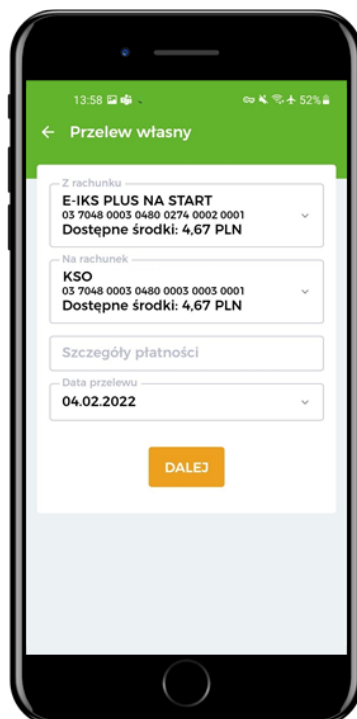 13:58
52%
Przelew własny
Z rachunku
E-IKS PLUS NA START
03 7048 0003 0480 0274 0002 0001
Dostępne środki: 4,67 PLN
Na rachunek
KSO
03 7048 0003 0480 0003 0003 0001
Dostępne środki: 4,67 PLN
Szczegóły płatności
Data przelewu
04.02.2022
DALEJ